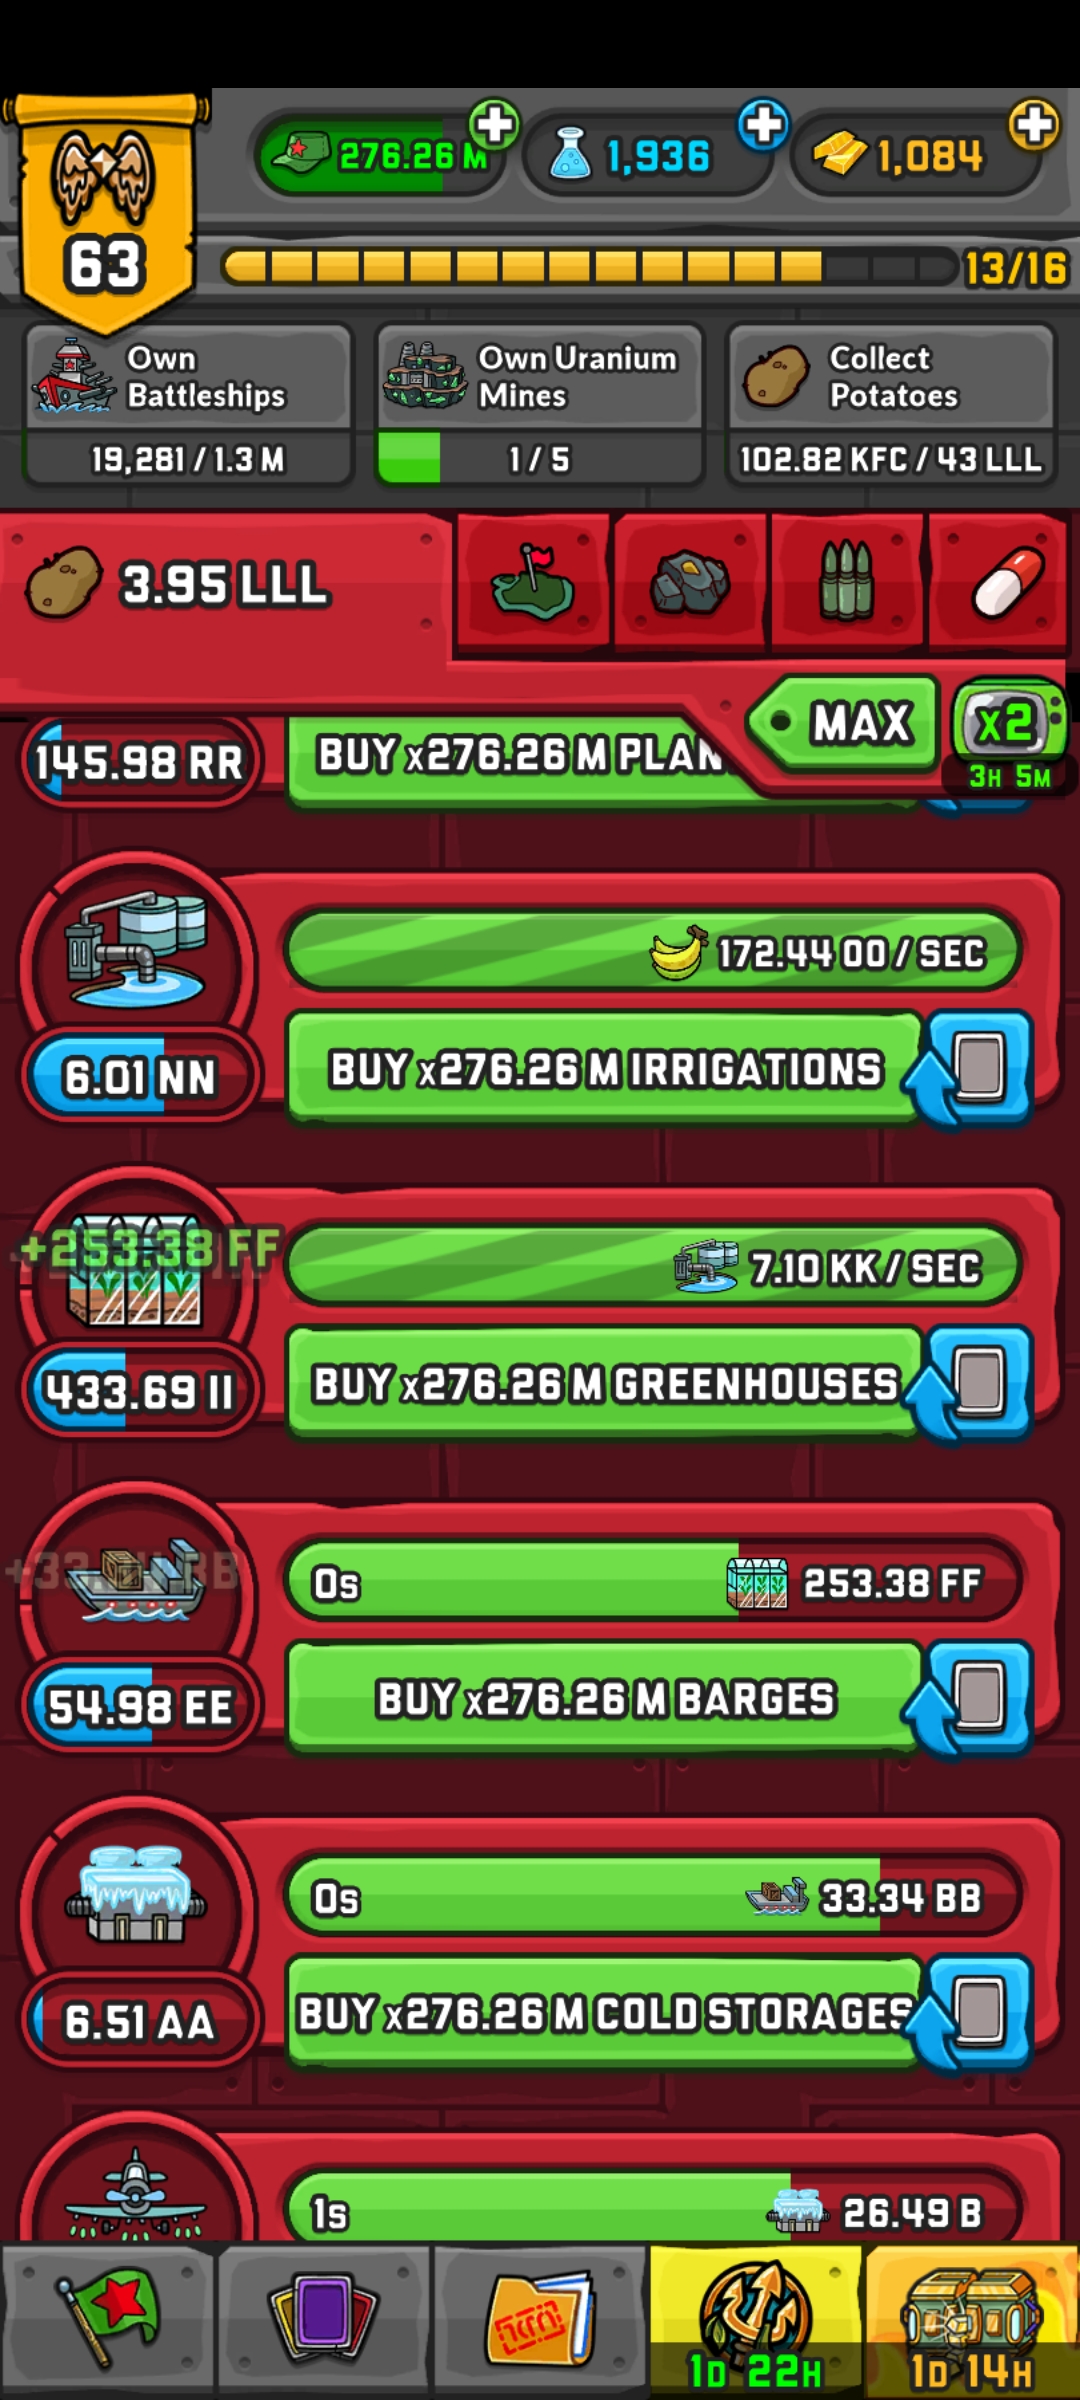 276.26 M
1,936
1,084
63
13/16
Own
Battleships
19,281 / 1.3 M
Own Uranium
Mines
1 / 5
Collect
Potatoes
102.82 KFC / 43 LLL
3.95 LLL
MAX
x2
3H 5M
145.98 RR
BUY x276.26 M PLAN
172.44 OO / SEC
6.01 NN
BUY x276.26 M IRRIGATIONS
+253.38 FF
7.10 KK / SEC
433.69 II
BUY x276.26 M GREENHOUSES
0s
253.38 FF
54.98 EE
BUY x276.26 M BARGES
0s
33.34 BB
6.51 AA
BUY x276.26 M COLD STORAGES
1s
26.49 B
1D 22H
1D 14H